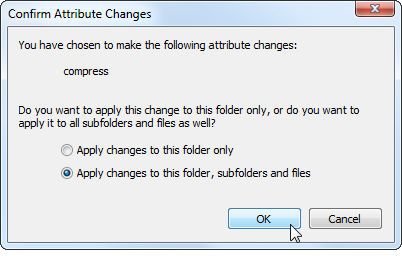 Confirm Attribute Changes
You have chosen to make the following attribute changes:
compress
Do you want to apply this change to this folder only, or do you want to
apply it to all subfolders and files as well?
Apply changes to this folder only
Apply changes to this folder, subfolders and files
OK
Cancel